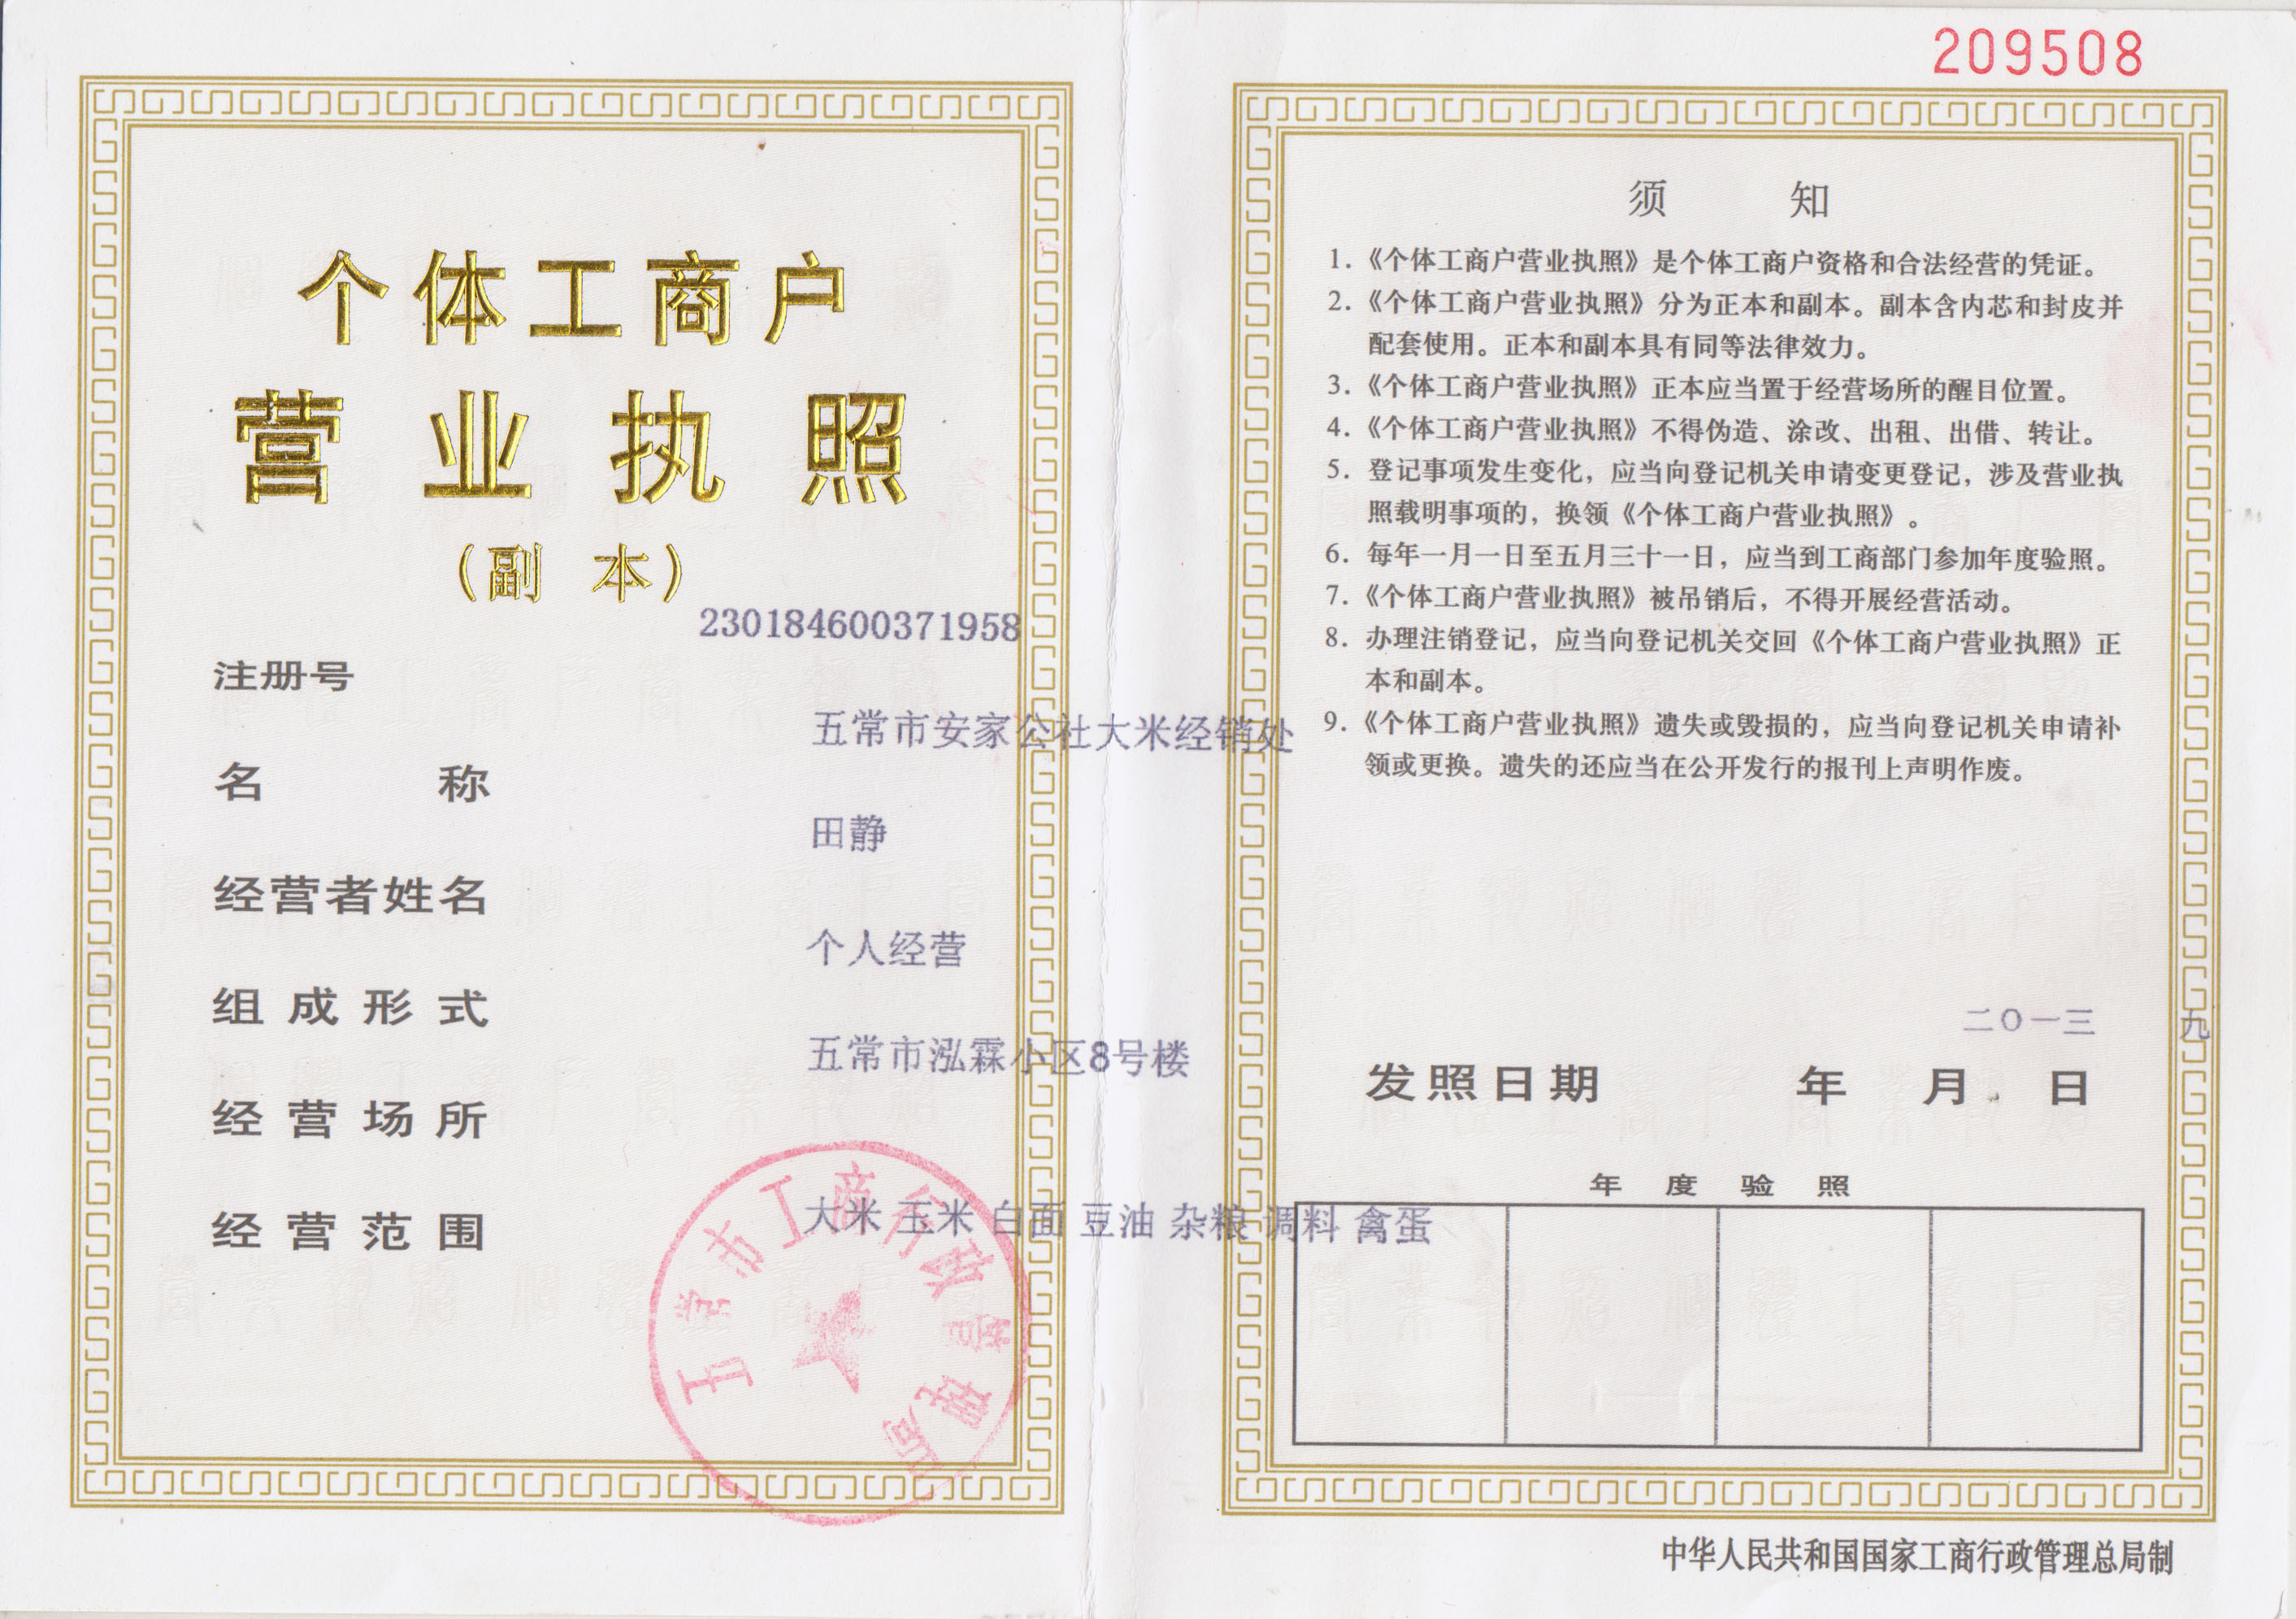 209508
个体工商户
营业执照
（副 本）
230184600371958
注册号
五常市安家公社大米经销处
名 称
田静
经营者姓名
个人经营
组成形式
五常市泓霖小区8号楼
经营场所
大米 玉米 白面 豆油 杂粮 调料 禽蛋
经营范围
五常市工商行政管理局
须 知
1.《个体工商户营业执照》是个体工商户资格和合法经营的凭证。
2.《个体工商户营业执照》分为正本和副本。副本含内芯和封皮并
配套使用。正本和副本具有同等法律效力。
3.《个体工商户营业执照》正本应当置于经营场所的醒目位置。
4.《个体工商户营业执照》不得伪造、涂改、出租、出借、转让。
5. 登记事项发生变化，应当向登记机关申请变更登记，涉及营业执
照载明事项的，换领《个体工商户营业执照》。
6. 每年一月一日至五月三十一日，应当到工商部门参加年度验照。
7.《个体工商户营业执照》被吊销后，不得开展经营活动。
8. 办理注销登记，应当向登记机关交回《个体工商户营业执照》正
本和副本。
9.《个体工商户营业执照》遗失或毁损的，应当向登记机关申请补
领或更换。遗失的还应当在公开发行的报刊上声明作废。
二〇一三 九
发照日期 年 月 日
年度验照
中华人民共和国国家工商行政管理总局制